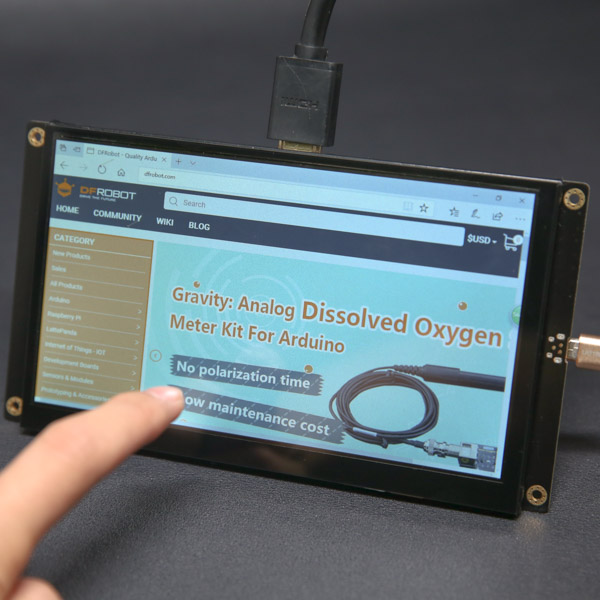 HDMI
DFRobot - Quality Ardu
dfrobot.com
DFROBOT
DRIVE THE FUTURE
Search
HOME COMMUNITY WIKI BLOG
$USD
0
CATEGORY
New Products
Sales
All Products
Arduino
Raspberry Pi
LattePanda
Internet of Things - IOT
Development Boards
Sensors & Modules
Prototyping & Accessories
Gravity: Analog Dissolved Oxygen
Meter Kit For Arduino
No polarization time
ow maintenance cost